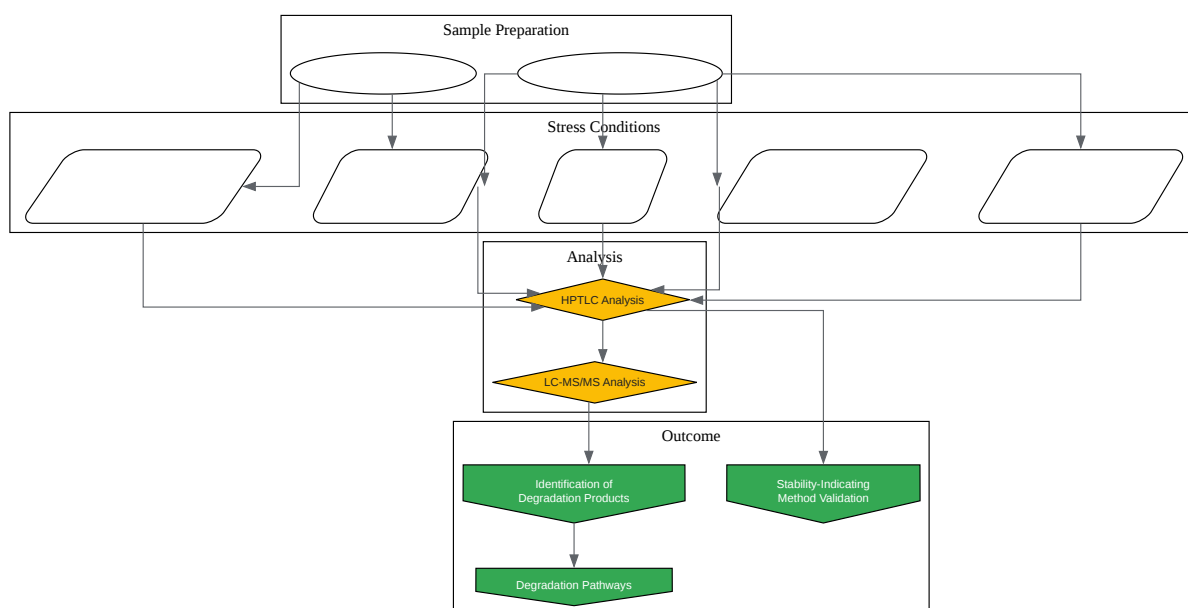 Sample Preparation
Stress Conditions
Analysis
HPTLC Analysis
LC-MS/MS Analysis
Outcome
Identification of
Degradation Products
Stability-Indicating
Method Validation
Degradation Pathways